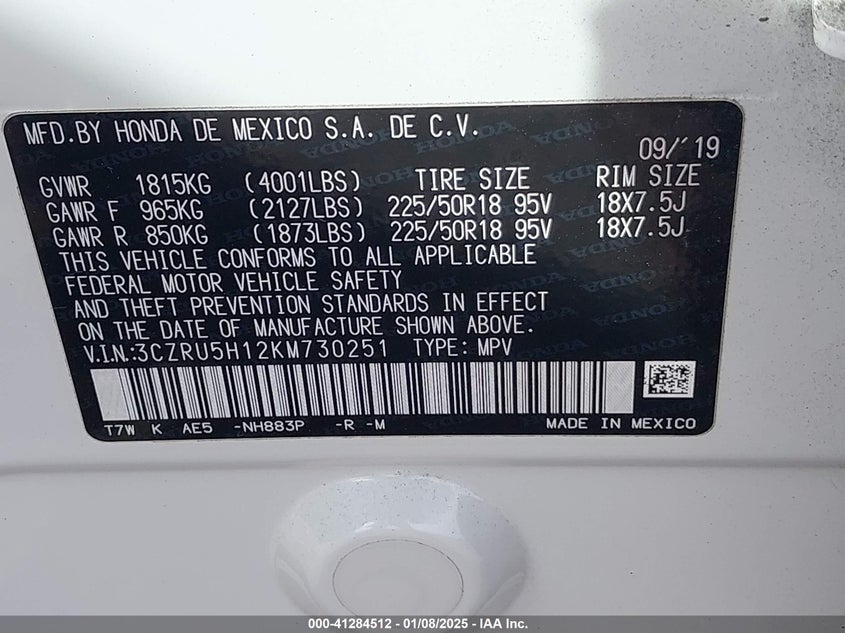 MFD.BY HONDA DE MEXICO S.A. DE C.V.
09/'19
GVWR 1815KG (4001LBS) TIRE SIZE RIM SIZE
GAWR F 965KG (2127LBS) 225/50R18 95V 18X7.5J
GAWR R 850KG (1873LBS) 225/50R18 95V 18X7.5J
THIS VEHICLE CONFORMS TO ALL APPLICABLE
FEDERAL MOTOR VEHICLE SAFETY
AND THEFT PREVENTION STANDARDS IN EFFECT
ON THE DATE OF MANUFACTURE SHOWN ABOVE.
V.I.N.:3CZRU5H12KM730251 TYPE: MPV
T7W K AE5 -NH883P -R -M MADE IN MEXICO
000-41284512 - 01/08/2025 - IAA Inc.